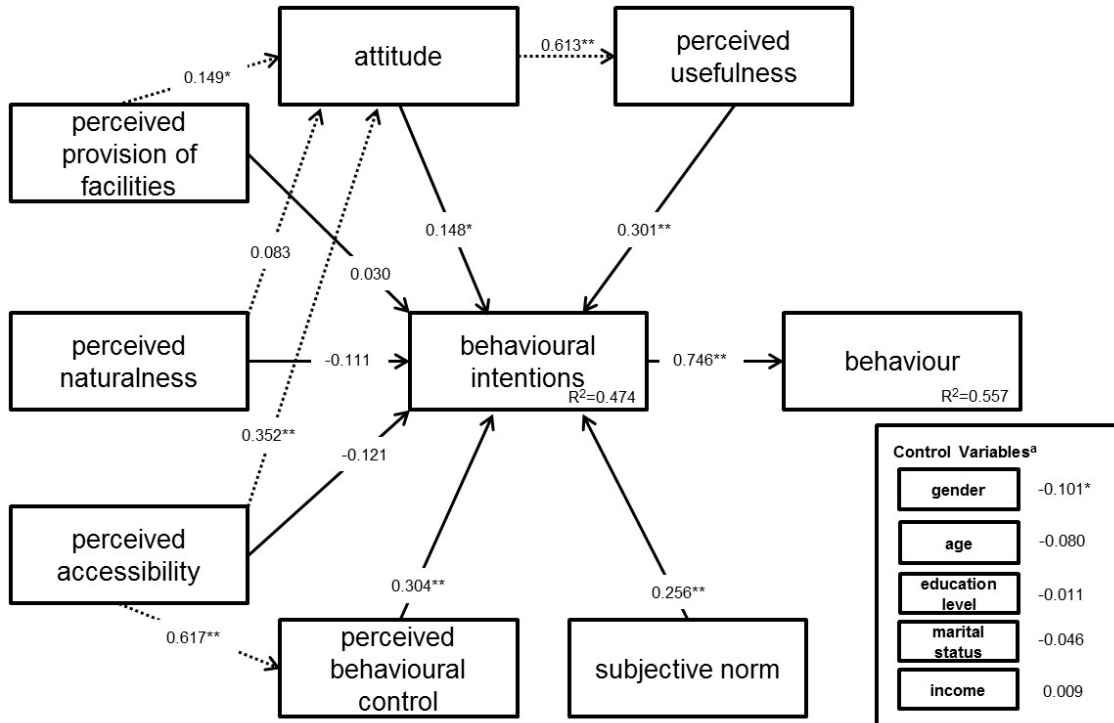 attitude
0.613**
perceived
usefulness
0.149*
perceived
provision of
facilities
0.148*
0.301**
0.083
0.030
perceived
naturalness
-0.111
behavioural
intentions
R²=0.474
0.746**
behaviour
R²=0.557
0.352**
-0.121
perceived
accessibility
0.304**
0.256**
0.617**
perceived
behavioural
control
subjective norm
Control Variablesᵃ
gender
-0.101*
age
-0.080
education
level
-0.011
marital
status
-0.046
income
0.009